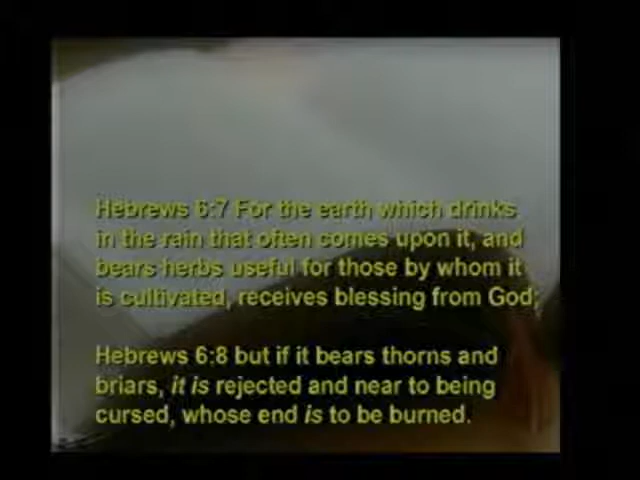 Hebrews 6:7 For the earth which drinks
in the rain that often comes upon it, and
bears herbs useful for those by whom it
is cultivated, receives blessing from God;
Hebrews 6:8 but if it bears thorns and
briars, it is rejected and near to being
cursed, whose end is to be burned.